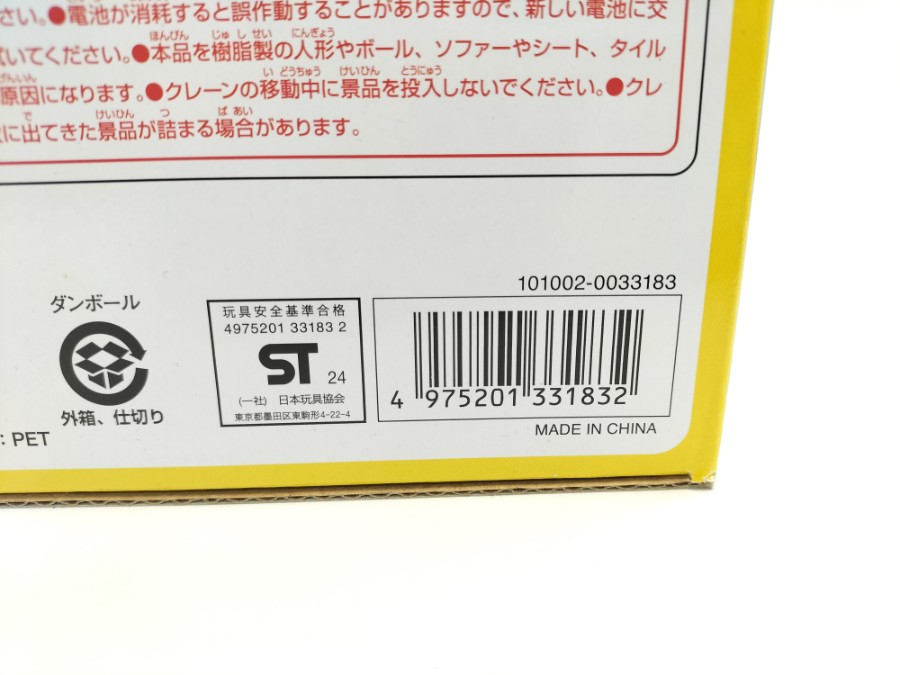 さい。●電池が消耗すると誤作動することがありますので、新しい電池に交
拭いてください。●本品を樹脂製の人形やボール、ソファーやシート、タイル
原因になります。●クレーンの移動中に景品を投入しないでください。●クレ
に出てきた景品が詰まる場合があります。
101002-0033183
ダンボール
外箱、仕切り
: PET
玩具安全基準合格
4975201 33183 2
ST 24
(一社) 日本玩具協会
東京都墨田区東駒形4-22-4
4 975201 331832
MADE IN CHINA